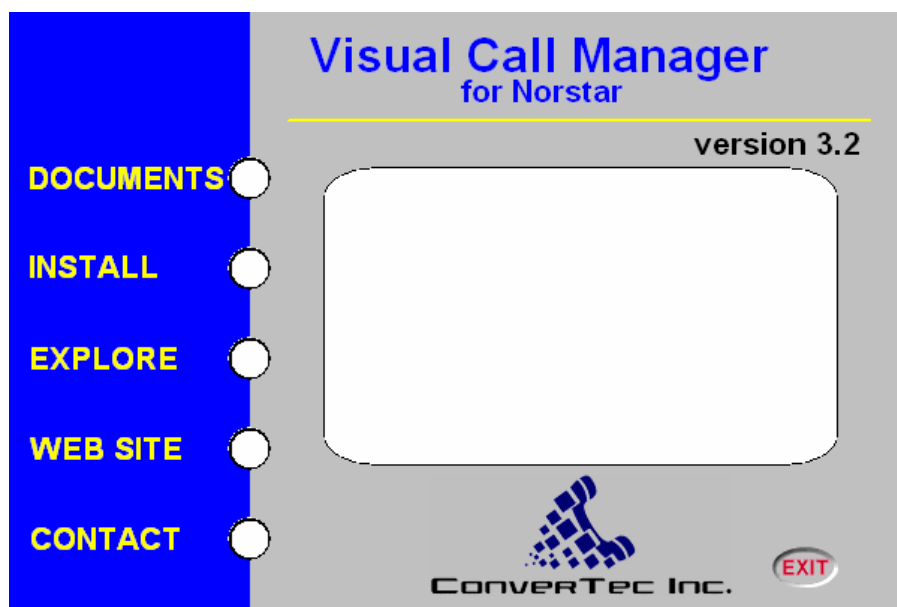 Visual Call Manager
for Norstar
version 3.2
DOCUMENTS
INSTALL
EXPLORE
WEB SITE
CONTACT
ConverTec Inc.
EXIT